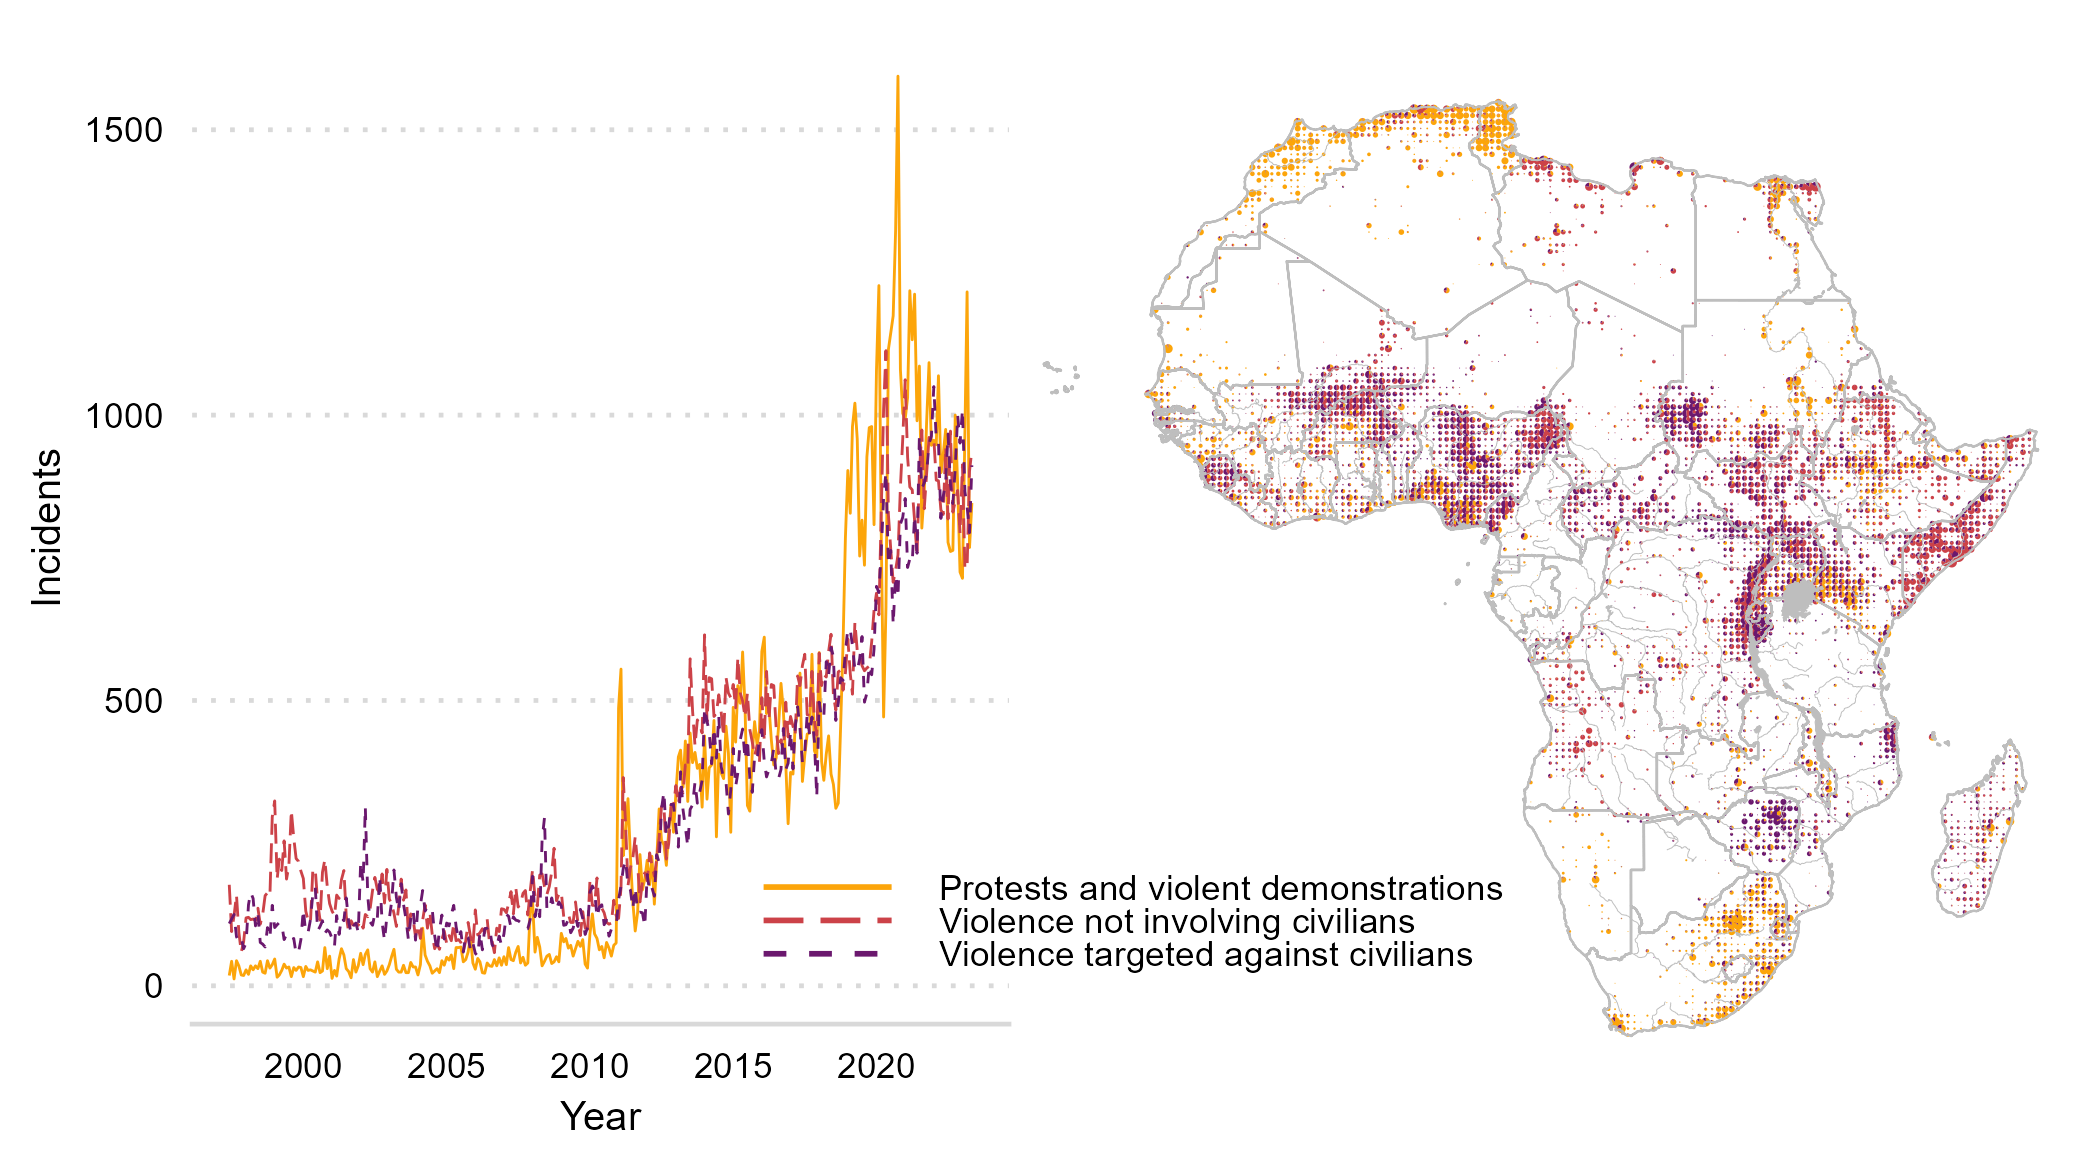 1500
1000
500
0
Incidents
2000 2005 2010 2015 2020
Year
Protests and violent demonstrations
Violence not involving civilians
Violence targeted against civilians